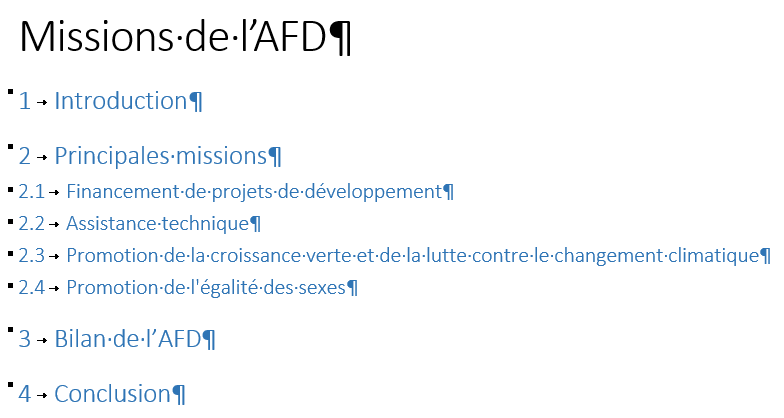 Missions de l’AFD¶
1 → Introduction¶
2 → Principales missions¶
2.1 → Financement de projets de développement¶
2.2 → Assistance technique¶
2.3 → Promotion de la croissance verte et de la lutte contre le changement climatique¶
2.4 → Promotion de l'égalité des sexes¶
3 → Bilan de l’AFD¶
4 → Conclusion¶